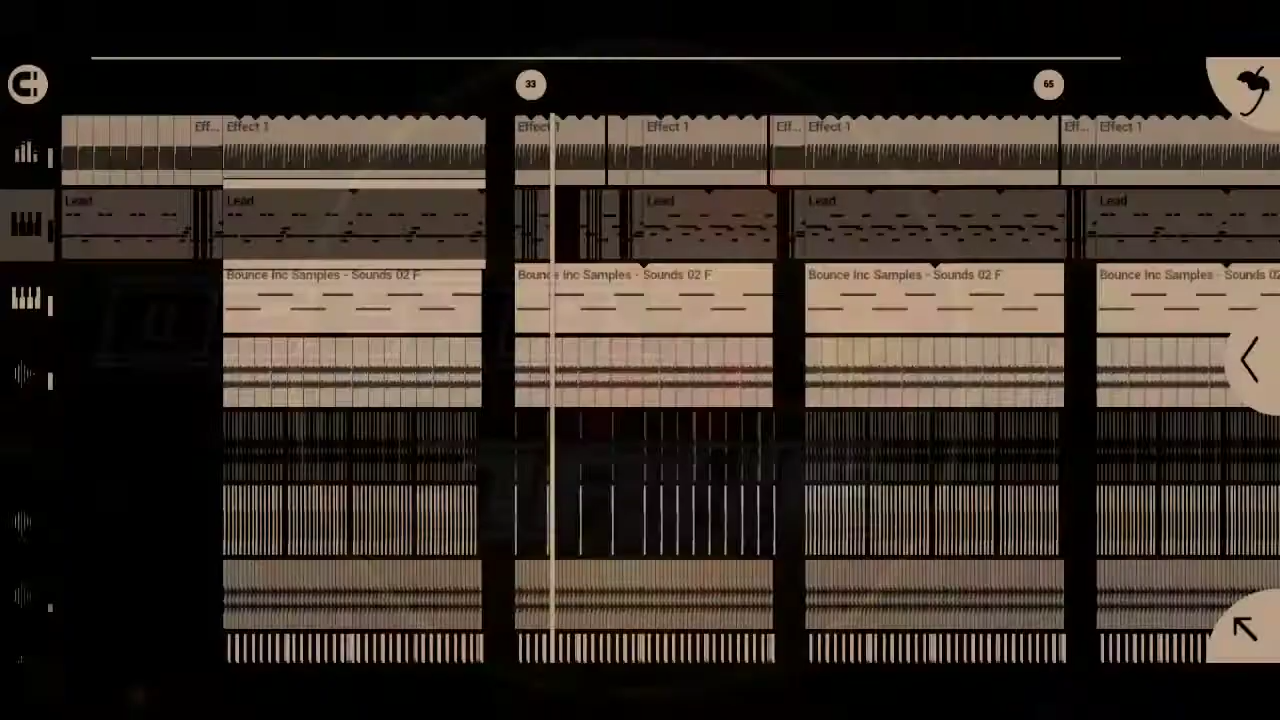 33 65
Eff... Effect 1 Effect 1 Effect 1 Eff... Effect 1 Eff... Effect 1
Lead Lead Lead Lead Lead
Bounce Inc Samples - Sounds 02 F Bounce Inc Samples - Sounds 02 F Bounce Inc Samples - Sounds 02 F Bounce Inc Samples - Sounds 02